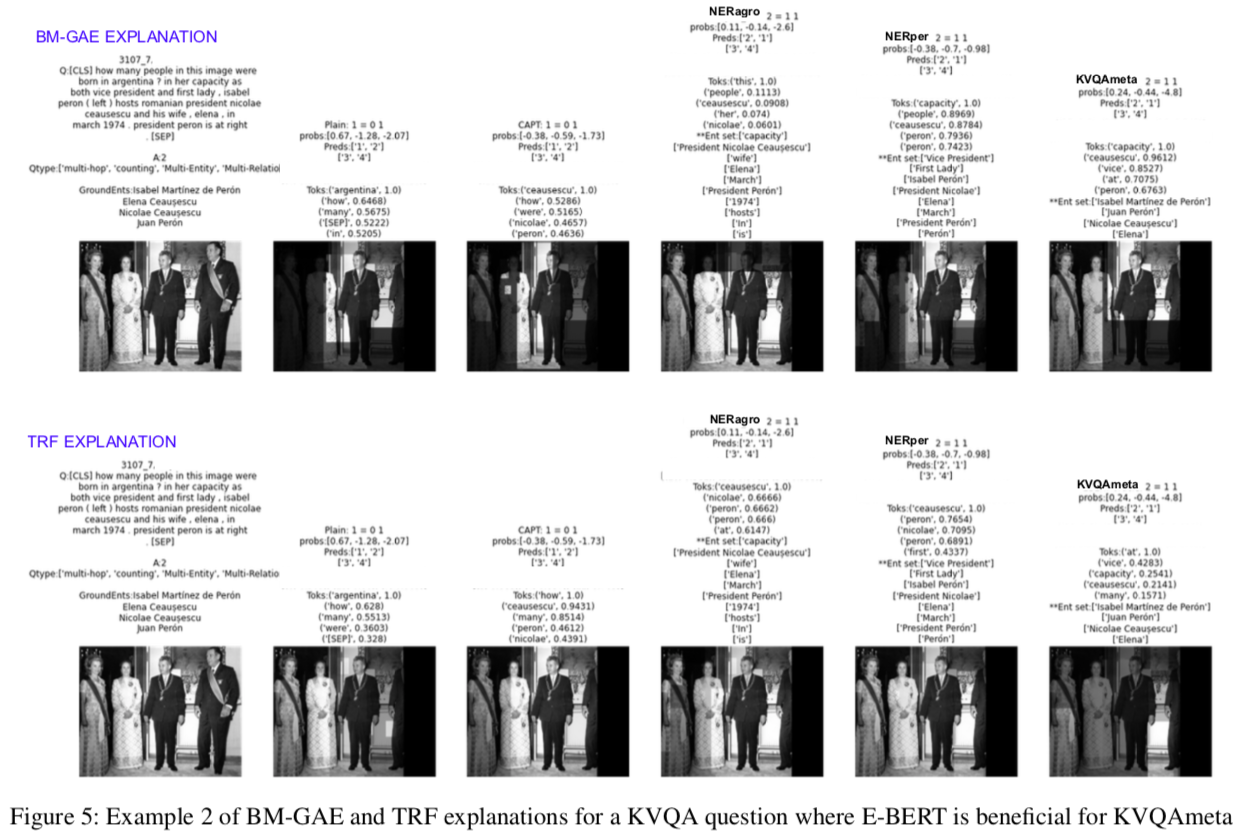 BM-GAE EXPLANATION
3107_7.
Q:[CLS] how many people in this image were
born in argentina ? in her capacity as
both vice president and first lady , isabel
peron ( left ) hosts romanian president nicolae
ceausescu and his wife , elena , in
march 1974 . president peron is at right
. [SEP]
A:2
Qtype:['multi-hop', 'counting', 'Multi-Entity', 'Multi-Relatio
GroundEnts:Isabel Martínez de Perón
Elena Ceaușescu
Nicolae Ceaușescu
Juan Perón
Plain: 1 = 0 1
probs:[0.67, -1.28, -2.07]
Preds:['1', '2']
['3', '4']
Toks:('argentina', 1.0)
('how', 0.6468)
('many', 0.5675)
('[SEP]', 0.5222)
('in', 0.5205)
CAPT: 1 = 0 1
probs:[-0.38, -0.59, -1.73]
Preds:['1', '2']
['3', '4']
Toks:('ceausescu', 1.0)
('how', 0.5286)
('were', 0.5165)
('nicolae', 0.4657)
('peron', 0.4636)
NERagro 2 = 1 1
probs:[0.11, -0.14, -2.6]
Preds:['2', '1']
['3', '4']
Toks:('this', 1.0)
('people', 0.1113)
('ceausescu', 0.0908)
('her', 0.074)
('nicolae', 0.0601)
**Ent set:['capacity']
['President Nicolae Ceaușescu']
['wife']
['Elena']
['March']
['President Perón']
['1974']
['hosts']
['In']
['is']
NERper 2 = 1 1
probs:[-0.38, -0.7, -0.98]
Preds:['2', '1']
['3', '4']
Toks:('capacity', 1.0)
('people', 0.8969)
('ceausescu', 0.8784)
('peron', 0.7936)
('peron', 0.7423)
**Ent set:['Vice President']
['First Lady']
['Isabel Perón']
['President Nicolae']
['Elena']
['March']
['President Perón']
['Perón']
KVQAmeta 2 = 1 1
probs:[0.24, -0.44, -4.8]
Preds:['2', '1']
['3', '4']
Toks:('capacity', 1.0)
('ceausescu', 0.9612)
('vice', 0.8527)
('at', 0.7075)
('peron', 0.6763)
**Ent set:['Isabel Martínez de Perón']
['Juan Perón']
['Nicolae Ceaușescu']
['Elena']
TRF EXPLANATION
3107_7.
Q:[CLS] how many people in this image were
born in argentina ? in her capacity as
both vice president and first lady , isabel
peron ( left ) hosts romanian president nicolae
ceausescu and his wife , elena , in
march 1974 . president peron is at right
. [SEP]
A:2
Qtype:['multi-hop', 'counting', 'Multi-Entity', 'Multi-Relatio
GroundEnts:Isabel Martínez de Perón
Elena Ceaușescu
Nicolae Ceaușescu
Juan Perón
Plain: 1 = 0 1
probs:[0.67, -1.28, -2.07]
Preds:['1', '2']
['3', '4']
Toks:('argentina', 1.0)
('how', 0.628)
('many', 0.5513)
('were', 0.3603)
('[SEP]', 0.328)
CAPT: 1 = 0 1
probs:[-0.38, -0.59, -1.73]
Preds:['1', '2']
['3', '4']
Toks:('how', 1.0)
('ceausescu', 0.9431)
('many', 0.8514)
('peron', 0.4612)
('nicolae', 0.4391)
NERagro 2 = 1 1
probs:[0.11, -0.14, -2.6]
Preds:['2', '1']
['3', '4']
Toks:('ceausescu', 1.0)
('nicolae', 0.6666)
('peron', 0.6662)
('peron', 0.666)
('at', 0.6147)
**Ent set:['capacity']
['President Nicolae Ceaușescu']
['wife']
['Elena']
['March']
['President Perón']
['1974']
['hosts']
['In']
['is']
NERper 2 = 1 1
probs:[-0.38, -0.7, -0.98]
Preds:['2', '1']
['3', '4']
Toks:('ceausescu', 1.0)
('peron', 0.7654)
('nicolae', 0.7095)
('peron', 0.6891)
('first', 0.4337)
**Ent set:['Vice President']
['First Lady']
['Isabel Perón']
['President Nicolae']
['Elena']
['March']
['President Perón']
['Perón']
KVQAmeta 2 = 1 1
probs:[0.24, -0.44, -4.8]
Preds:['2', '1']
['3', '4']
Toks:('at', 1.0)
('vice', 0.4283)
('capacity', 0.2541)
('ceausescu', 0.2141)
('many', 0.1571)
**Ent set:['Isabel Martínez de Perón']
['Juan Perón']
['Nicolae Ceaușescu']
['Elena']
Figure 5: Example 2 of BM-GAE and TRF explanations for a KVQA question where E-BERT is beneficial for KVQAmeta